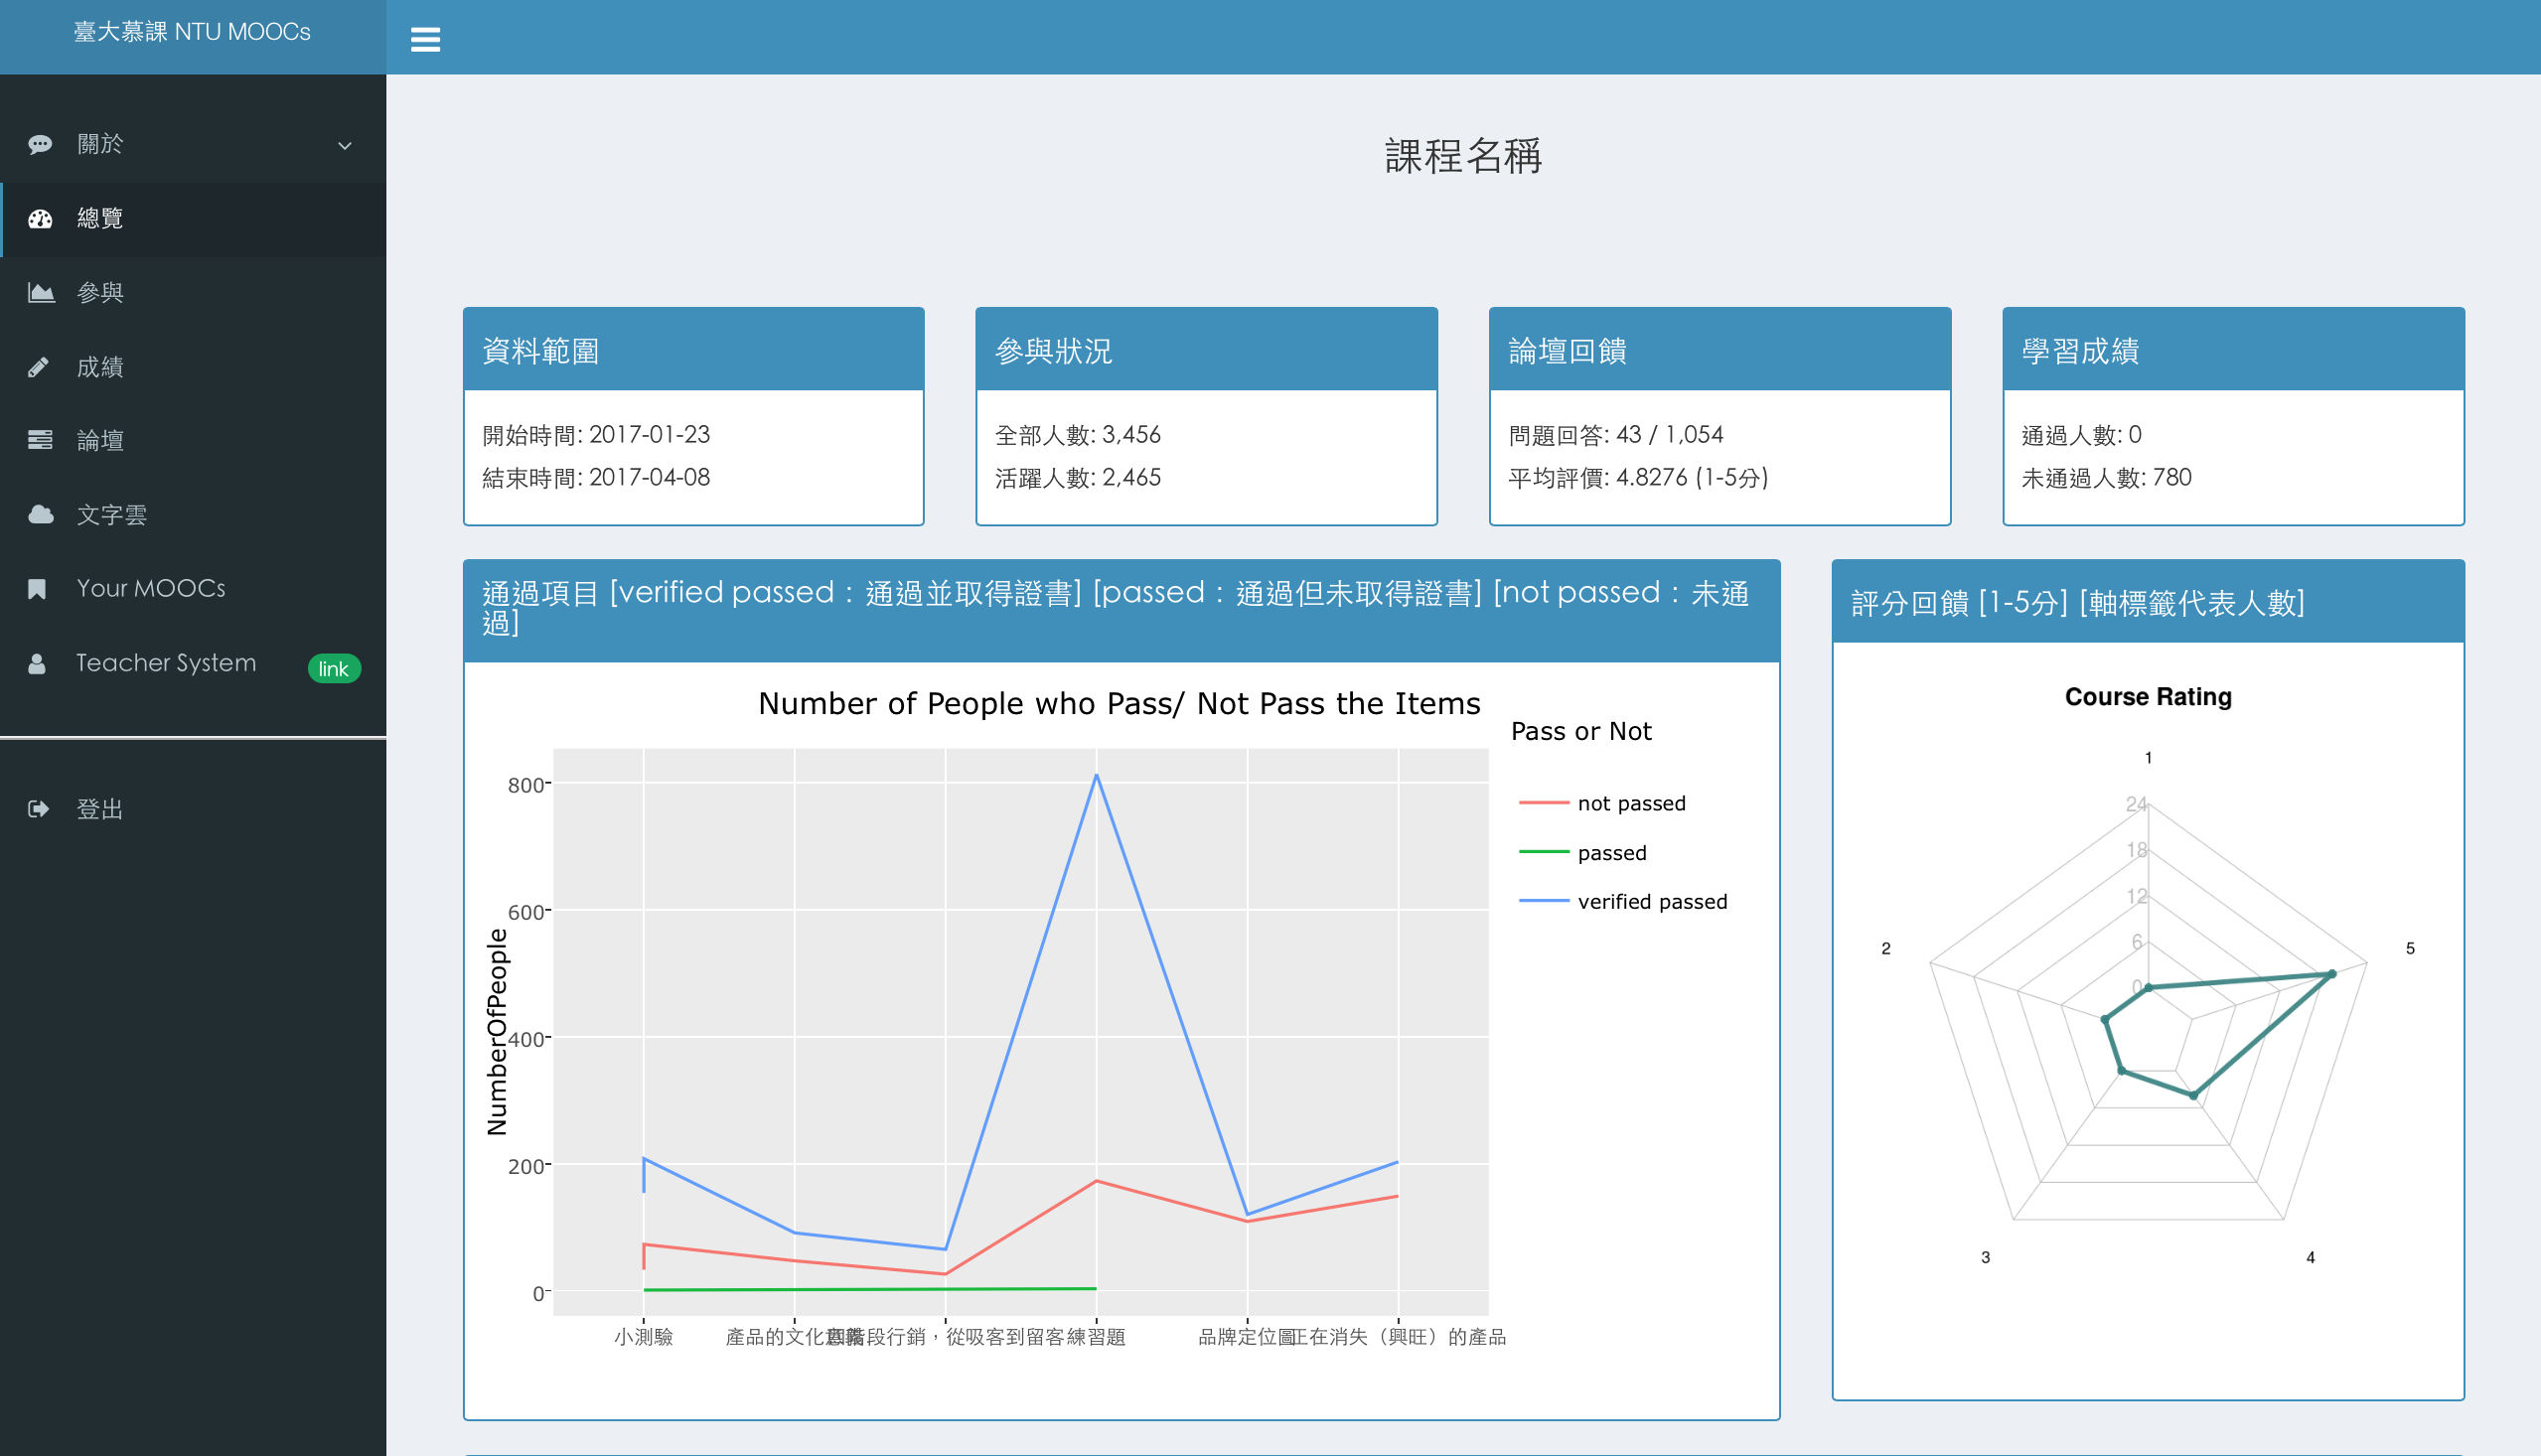 臺大慕課 NTU MOOCs
關於
總覽
參與
成績
論壇
文字雲
Your MOOCs
Teacher System
link
登出
課程名稱
資料範圍
開始時間: 2017-01-23
結束時間: 2017-04-08
參與狀況
全部人數: 3,456
活躍人數: 2,465
論壇回饋
問題回答: 43 / 1,054
平均評價: 4.8276 (1-5分)
學習成績
通過人數: 0
未通過人數: 780
通過項目 [verified passed：通過並取得證書] [passed：通過但未取得證書] [not passed：未通
過]
Number of People who Pass/ Not Pass the Items
Pass or Not
not passed
passed
verified passed
NumberOfPeople
800
600
400
200
0
小測驗
產品的文化
階段行銷，從吸客到留客
練習題
品牌定位圖
正在消失（興旺）的產品
評分回饋 [1-5分] [軸標籤代表人數]
Course Rating
1
24
18
12
6
0
2
5
3
4